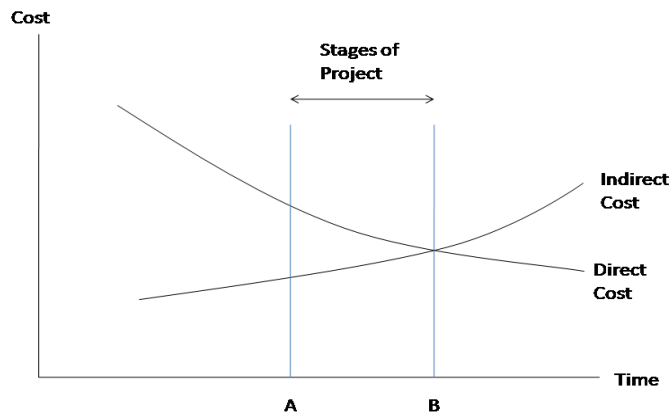 Cost
Stages of
Project
Indirect
Cost
Direct
Cost
Time
A
B